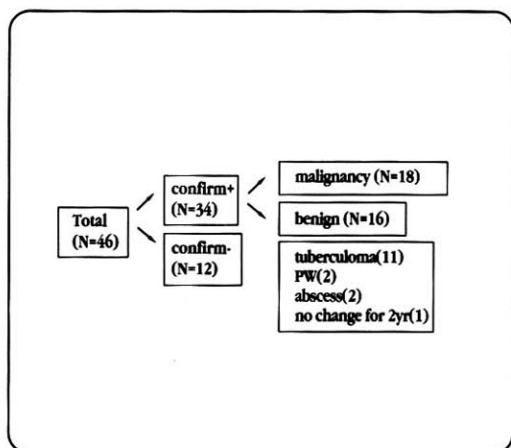 Total
(N=46)
confirm+
(N=34)
confirm-
(N=12)
malignancy (N=18)
benign (N=16)
tuberculoma(11)
PW(2)
abscess(2)
no change for 2yr(1)